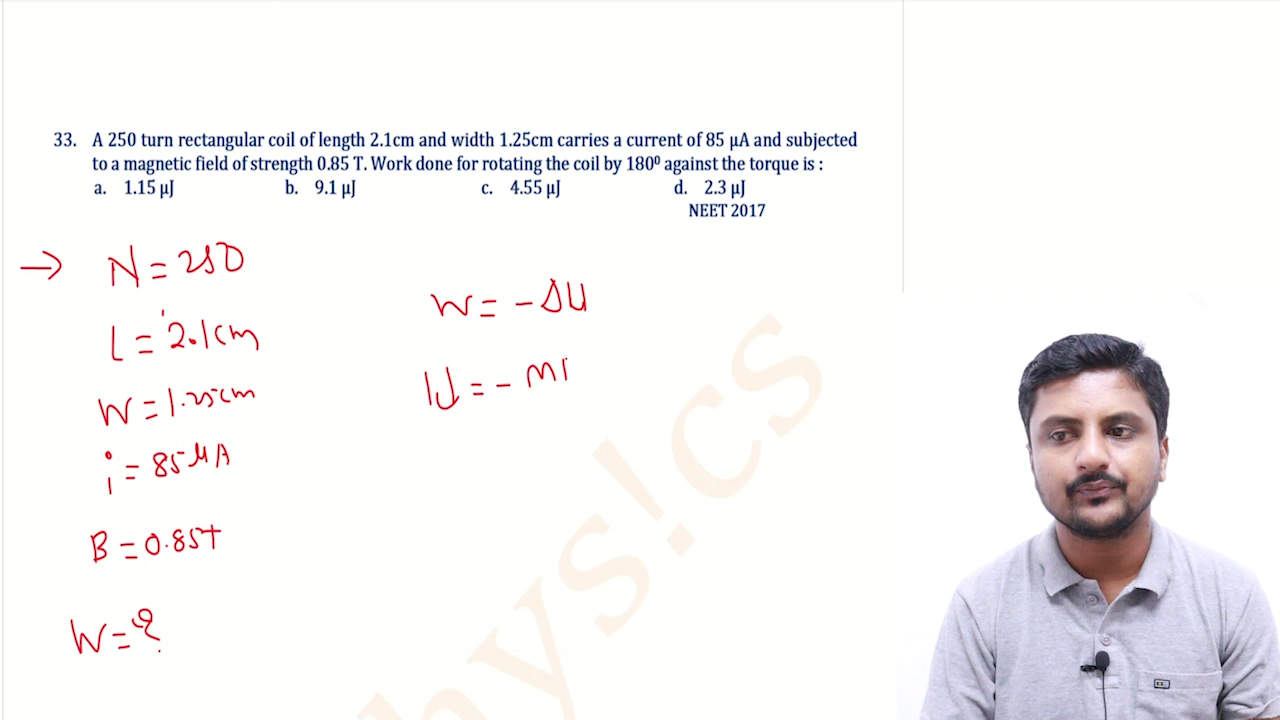 33. A 250 turn rectangular coil of length 2.1cm and width 1.25cm carries a current of 85 μA and subjected
to a magnetic field of strength 0.85 T. Work done for rotating the coil by 180⁰ against the torque is :
a. 1.15 μJ b. 9.1 μJ c. 4.55 μJ d. 2.3 μJ
NEET 2017
→ N = 250
l = 2.1cm
W = 1.25cm
i = 85 μA
B = 0.85T
W = ?
W = - ΔU
U = - M
hys!cs